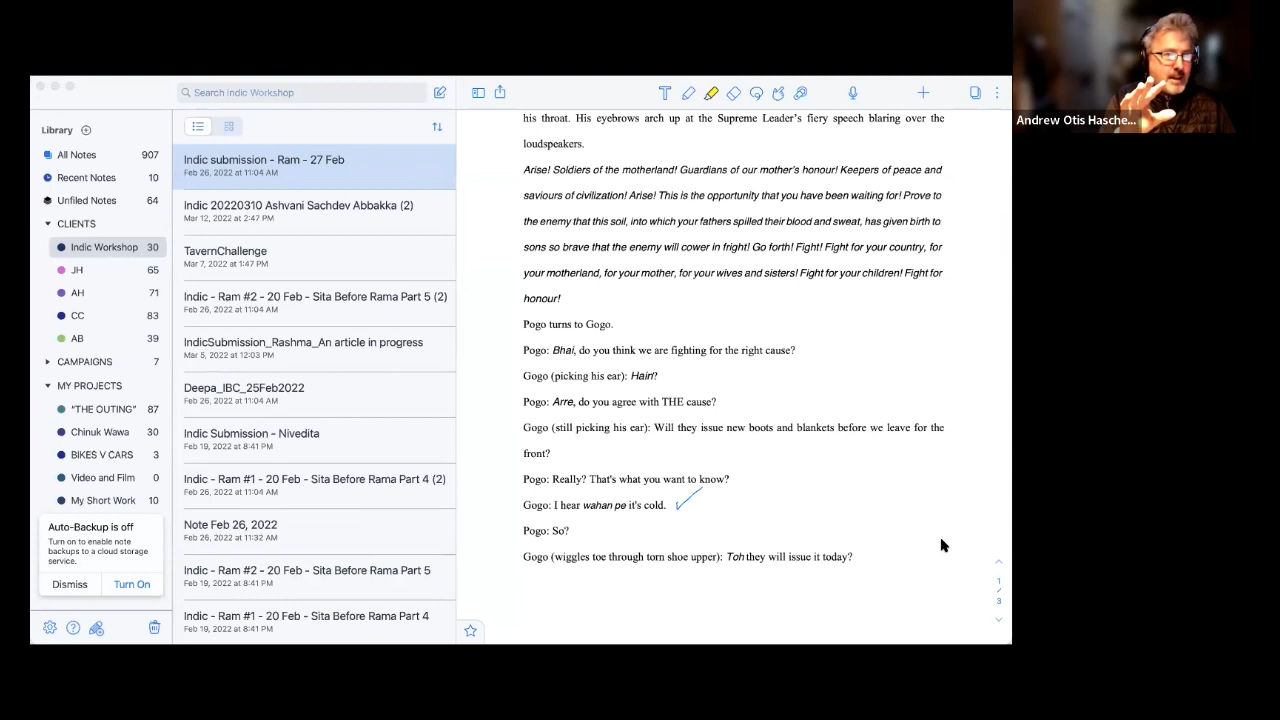 Andrew Otis Hasche...
Search Indic Workshop
Library
All Notes 907
Recent Notes 10
Unfiled Notes 64
CLIENTS
Indic Workshop 30
JH 65
AH 71
CC 83
AB 39
CAMPAIGNS 7
MY PROJECTS
"THE OUTING" 87
Chinuk Wawa 30
BIKES V CARS 3
Video and Film 0
My Short Work 10
Auto-Backup is off
Turn on to enable note
backups to a cloud storage
service.
Dismiss Turn On
Indic submission - Ram - 27 Feb
Feb 26, 2022 at 11:04 AM
Indic 20220310 Ashvani Sachdev Abbakka (2)
Mar 12, 2022 at 2:47 PM
TavernChallenge
Mar 7, 2022 at 1:47 PM
Indic - Ram #2 - 20 Feb - Sita Before Rama Part 5 (2)
Feb 26, 2022 at 11:04 AM
IndicSubmission_Rashma_An article in progress
Mar 5, 2022 at 12:03 PM
Deepa_IBC_25Feb2022
Feb 26, 2022 at 11:04 AM
Indic Submission - Nivedita
Feb 19, 2022 at 8:41 PM
Indic - Ram #1 - 20 Feb - Sita Before Rama Part 4 (2)
Feb 26, 2022 at 11:04 AM
Note Feb 26, 2022
Feb 26, 2022 at 11:32 AM
Indic - Ram #2 - 20 Feb - Sita Before Rama Part 5
Feb 19, 2022 at 8:41 PM
Indic - Ram #1 - 20 Feb - Sita Before Rama Part 4
Feb 19, 2022 at 8:41 PM
his throat. His eyebrows arch up at the Supreme Leader's fiery speech blaring over the
loudspeakers.
Arise! Soldiers of the motherland! Guardians of our mother's honour! Keepers of peace and
saviours of civilization! Arise! This is the opportunity that you have been waiting for! Prove to
the enemy that this soil, into which your fathers spilled their blood and sweat, has given birth to
sons so brave that the enemy will cower in fright! Go forth! Fight! Fight for your country, for
your motherland, for your mother, for your wives and sisters! Fight for your children! Fight for
honour!
Pogo turns to Gogo.
Pogo: Bhai, do you think we are fighting for the right cause?
Gogo (picking his ear): Hain?
Pogo: Arre, do you agree with THE cause?
Gogo (still picking his ear): Will they issue new boots and blankets before we leave for the
front?
Pogo: Really? That's what you want to know?
Gogo: I hear wahan pe it's cold.
Pogo: So?
Gogo (wiggles toe through torn shoe upper): Toh they will issue it today?
1
/
3